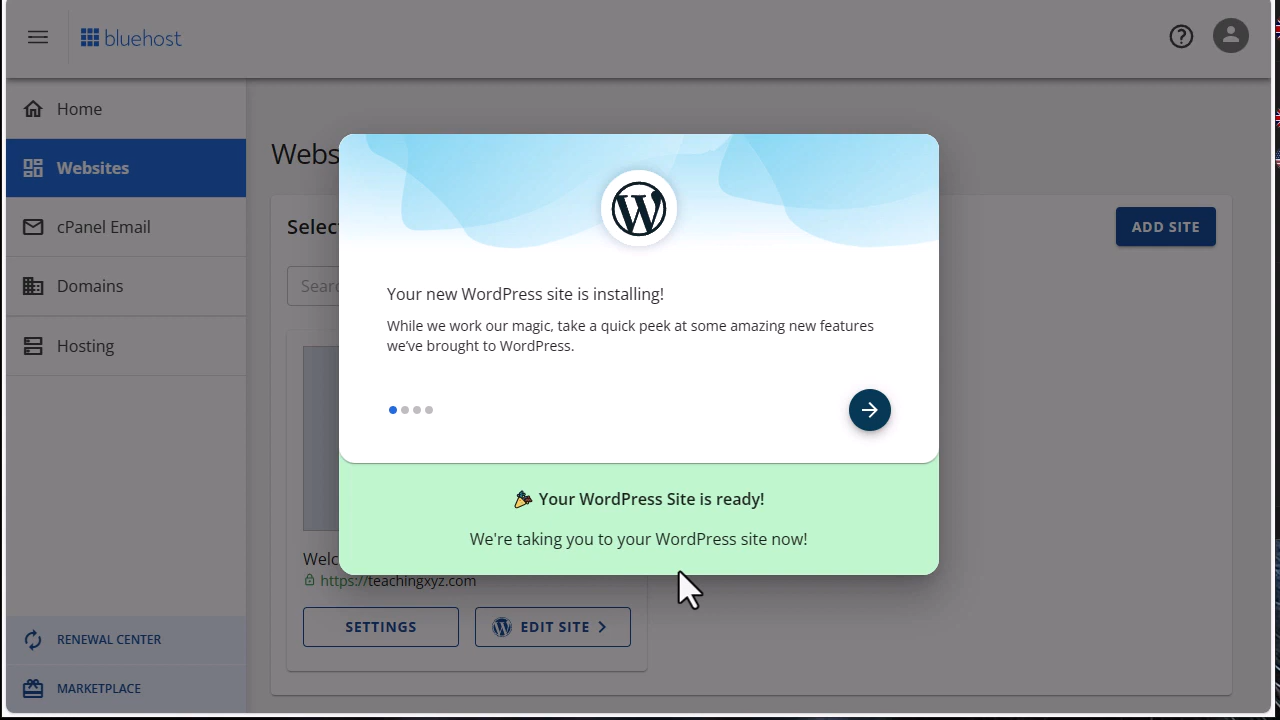 bluehost
Home
Websites
cPanel Email
Domains
Hosting
RENEWAL CENTER
MARKETPLACE
ADD SITE
Your new WordPress site is installing!
While we work our magic, take a quick peek at some amazing new features
we've brought to WordPress.
🎉 Your WordPress Site is ready!
We're taking you to your WordPress site now!
https://teachingxyz.com
SETTINGS
EDIT SITE